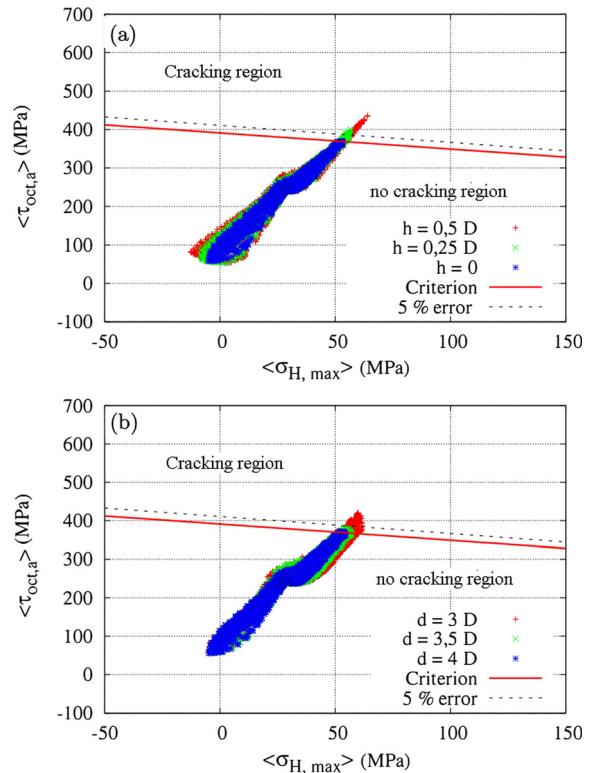 (a)
700
600
500
400
300
200
100
0
-100
<τoct,a> (MPa)
Cracking region
no cracking region
h = 0,5 D
h = 0,25 D
h = 0
Criterion
5 % error
-50 0 50 100 150
<σH, max> (MPa)
(b)
700
600
500
400
300
200
100
0
-100
<τoct,a> (MPa)
Cracking region
no cracking region
d = 3 D
d = 3,5 D
d = 4 D
Criterion
5 % error
-50 0 50 100 150
<σH, max> (MPa)